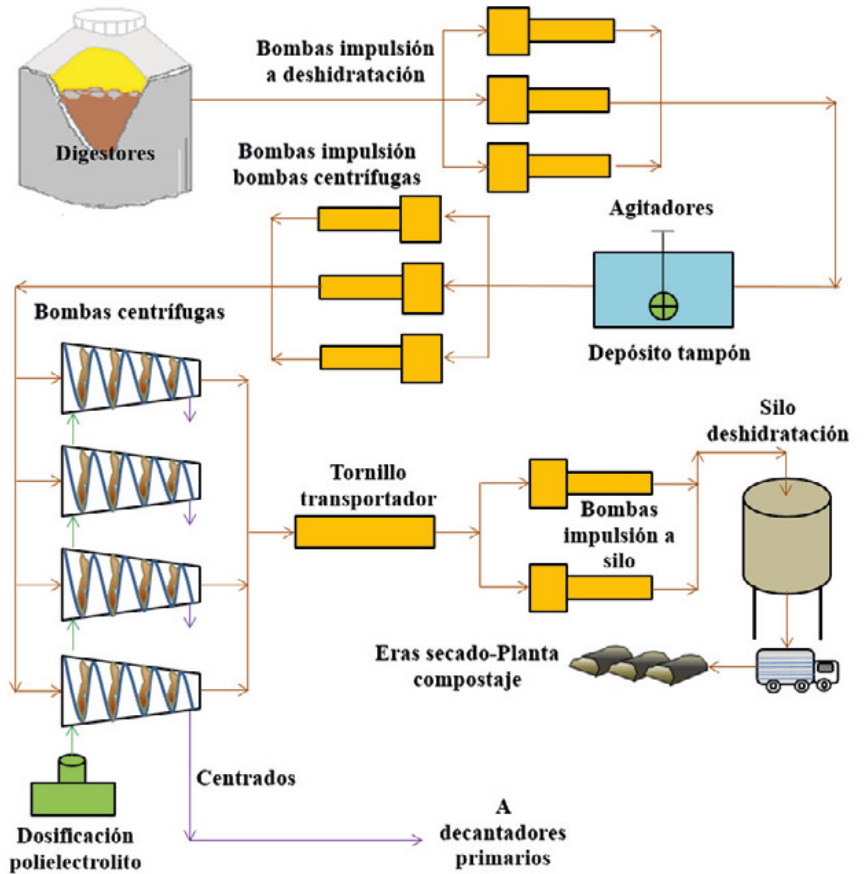 Bombas impulsión
a deshidratación
Digestores
Bombas impulsión
bombas centrífugas
Agitadores
Depósito tampón
Bombas centrífugas
Silo
deshidratación
Tornillo
transportador
Bombas
impulsión a
silo
Eras secado-Planta
compostaje
Centrados
A
decantadores
primarios
Dosificación
polielectrolito